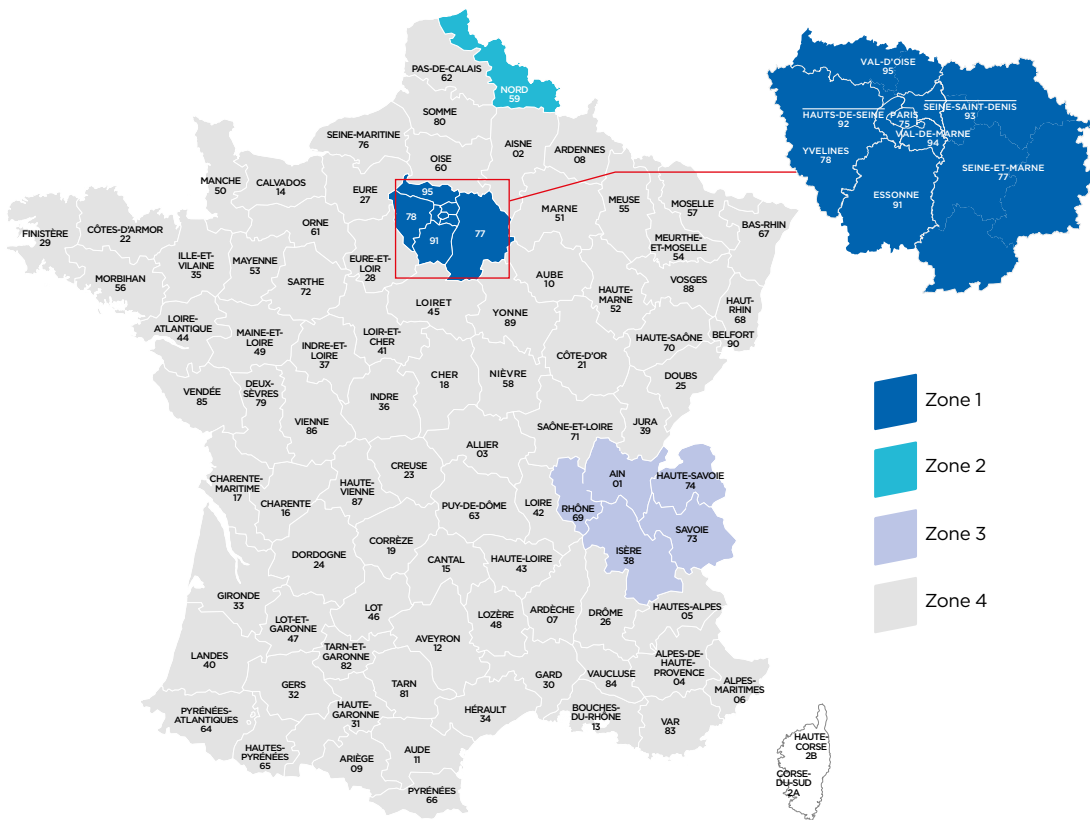 PAS-DE-CALAIS
62
NORD
59
SOMME
80
SEINE-MARITINE
76
AISNE
02
ARDENNES
08
OISE
60
MANCHE
50
CALVADOS
14
EURE
27
95
78
91
77
MARNE
51
MEUSE
55
MOSELLE
57
BAS-RHIN
67
FINISTÈRE
29
CÔTES-D'ARMOR
22
ORNE
61
MEURTHE-
ET-MOSELLE
54
MORBIHAN
56
ILLE-ET-
VILAINE
35
MAYENNE
53
SARTHE
72
EURE-ET-
LOIR
28
AUBE
10
HAUTE-
MARNE
52
VOSGES
88
HAUT-
RHIN
68
LOIRET
45
YONNE
89
LOIRE-
ATLANTIQUE
44
MAINE-ET-
LOIRE
49
INDRE-ET-
LOIRE
37
LOIR-ET-
CHER
41
CÔTE-D'OR
21
HAUTE-SAÔNE
70
BELFORT
90
CHER
18
NIÈVRE
58
DOUBS
25
VENDÉE
85
DEUX-
SÈVRES
79
INDRE
36
VIENNE
86
SAÔNE-ET-LOIRE
71
JURA
39
ALLIER
03
CREUSE
23
CHARENTE-
MARITIME
17
CHARENTE
16
HAUTE-
VIENNE
87
PUY-DE-DÔME
63
LOIRE
42
RHÔNE
69
AIN
01
HAUTE-SAVOIE
74
SAVOIE
73
ISÈRE
38
CORRÈZE
19
DORDOGNE
24
CANTAL
15
HAUTE-LOIRE
43
GIRONDE
33
LOT-ET-
GARONNE
47
LOT
46
LOZÈRE
48
ARDÈCHE
07
DRÔME
26
HAUTES-ALPES
05
AVEYRON
12
LANDES
40
TARN-ET-
GARONNE
82
GERS
32
TARN
81
GARD
30
VAUCLUSE
84
ALPES-DE-
HAUTE-
PROVENCE
04
ALPES-
MARITIMES
06
PYRÉNÉES-
ATLANTIQUES
64
HAUTE-
GARONNE
31
HÉRAULT
34
BOUCHES-
DU-RHÔNE
13
VAR
83
HAUTES-
PYRÉNÉES
65
ARIÈGE
09
AUDE
11
PYRÉNÉES
66
HAUTE-
CORSE
2B
CORSE-
DU-SUD
2A
VAL-D'OISE
95
HAUTS-DE-SEINE
92
PARIS
75
SEINE-SAINT-DENIS
93
VAL-DE-MARNE
94
YVELINES
78
SEINE-ET-MARNE
77
ESSONNE
91
Zone 1
Zone 2
Zone 3
Zone 4